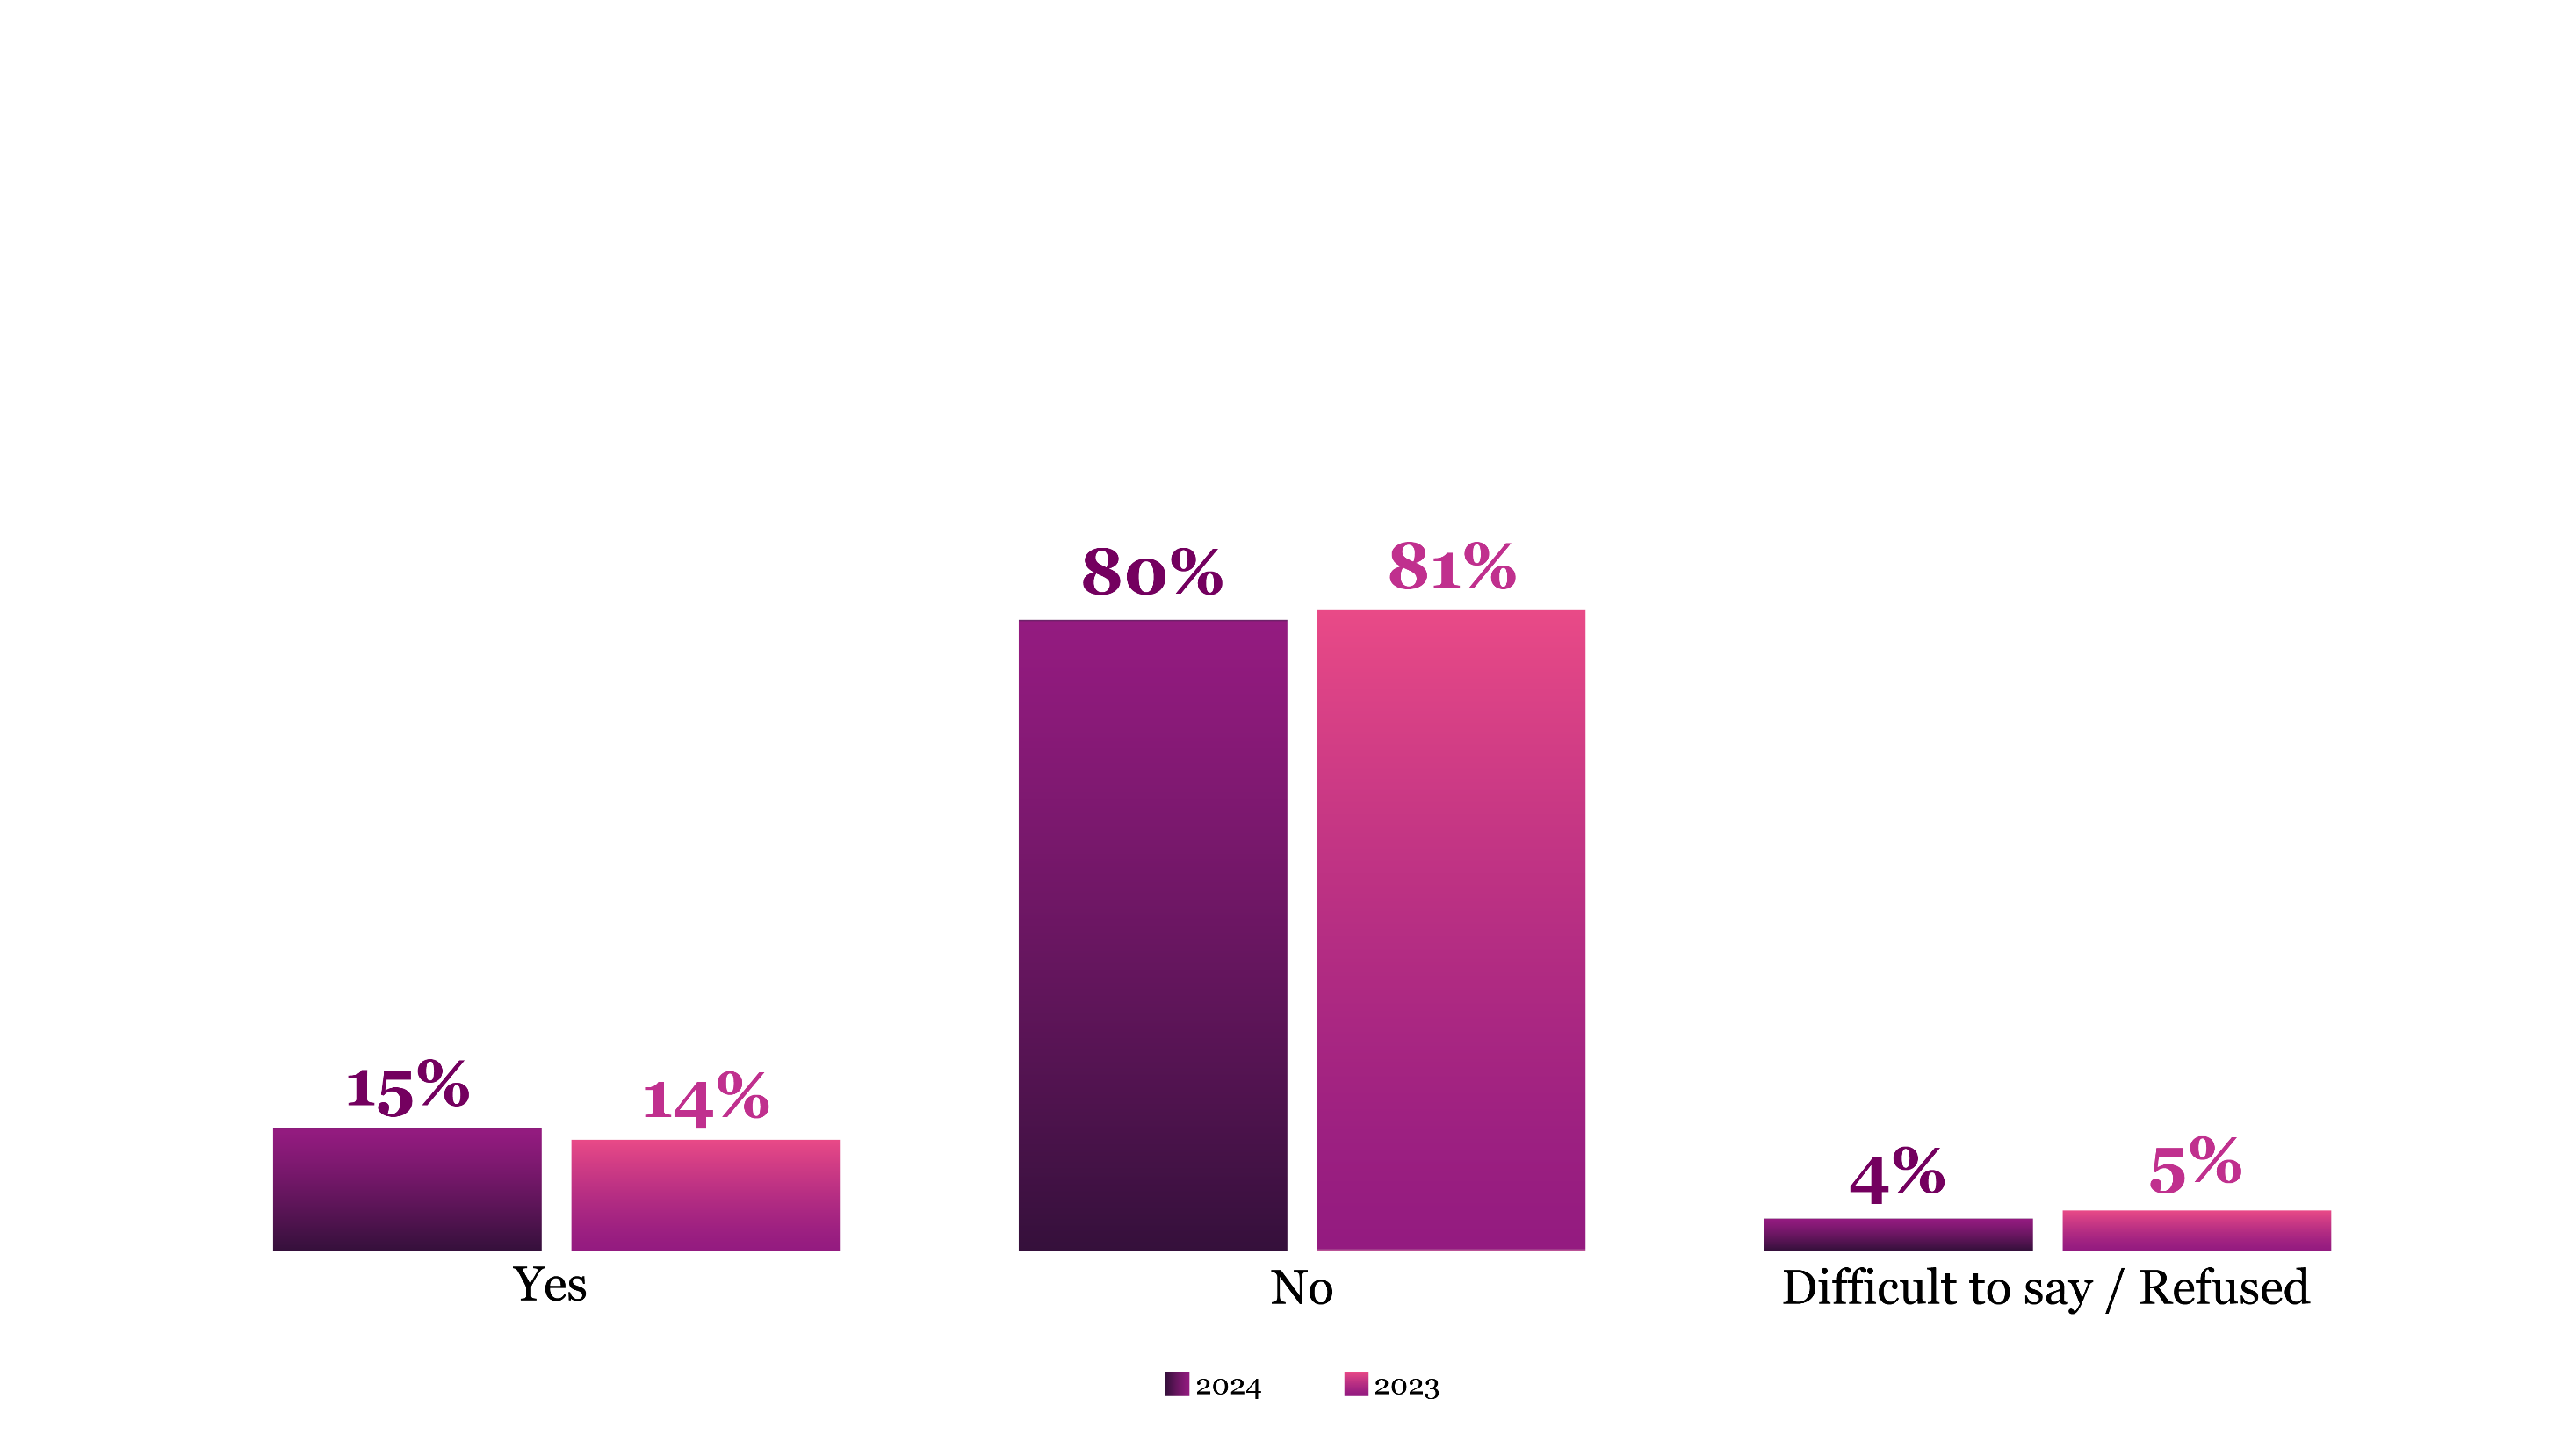 80% 81%
15% 14%
4% 5%
Yes No Difficult to say / Refused
2024 2023